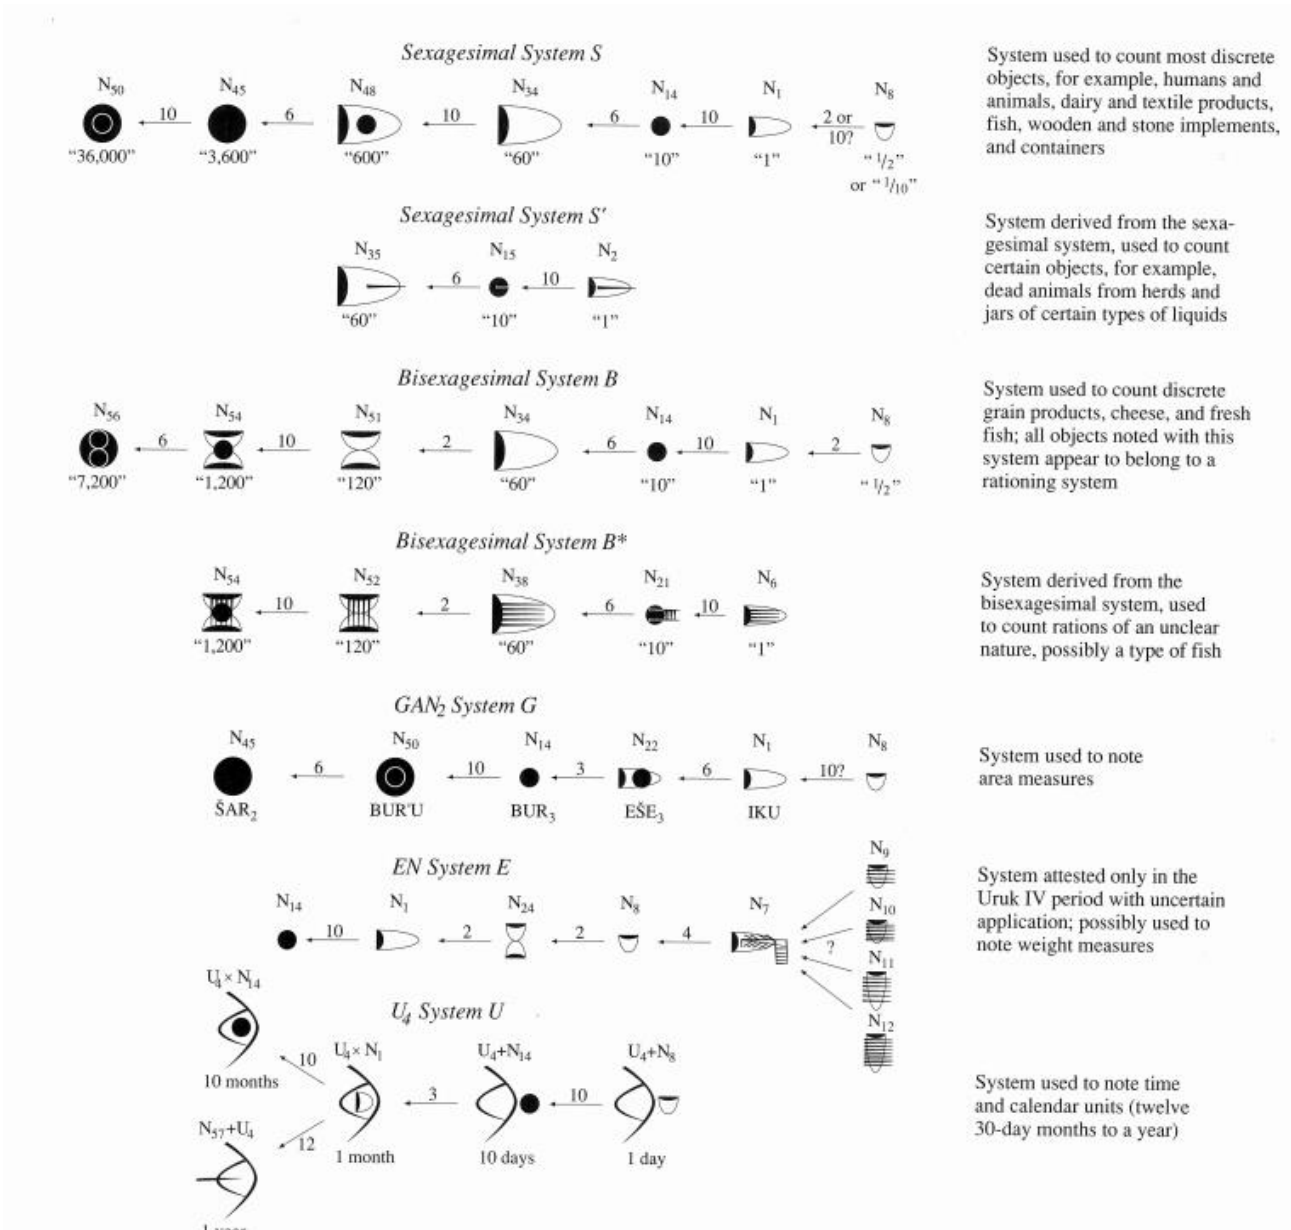 Sexagesimal System S
N₅₀ N₄₅ N₄₈ N₃₄ N₁₄ N₁ N₈
10 6 10 6 10 2 or 10?
“36,000” “3,600” “600” “60” “10” “1” “ 1/2”
or “ 1/10”
System used to count most discrete
objects, for example, humans and
animals, dairy and textile products,
fish, wooden and stone implements,
and containers
Sexagesimal System S′
N₃₅ N₁₅ N₂
6 10
“60” “10” “1”
System derived from the sexa-
gesimal system, used to count
certain objects, for example,
dead animals from herds and
jars of certain types of liquids
Bisexagesimal System B
N₅₆ N₅₄ N₅₁ N₃₄ N₁₄ N₁ N₈
6 10 2 6 10 2
“7,200” “1,200” “120” “60” “10” “1” “ 1/2”
System used to count discrete
grain products, cheese, and fresh
fish; all objects noted with this
system appear to belong to a
rationing system
Bisexagesimal System B*
N₅₄ N₅₂ N₃₈ N₂₁ N₆
10 2 6 10
“1,200” “120” “60” “10” “1”
System derived from the
bisexagesimal system, used
to count rations of an unclear
nature, possibly a type of fish
GAN₂ System G
N₄₅ N₅₀ N₁₄ N₂₂ N₁ N₈
6 10 3 6 10?
ŠAR₂ BUR'U BUR₃ EŠE₃ IKU
System used to note
area measures
EN System E
N₁₄ N₁ N₂₄ N₈ N₇
10 2 2 4 ?
N₉
N₁₀
N₁₁
N₁₂
System attested only in the
Uruk IV period with uncertain
application; possibly used to
note weight measures
U₄ System U
U₄× N₁₄
10 months
10
U₄× N₁ U₄+N₁₄ U₄+N₈
3 10
1 month 10 days 1 day
12
N₅₇+U₄
System used to note time
and calendar units (twelve
30-day months to a year)